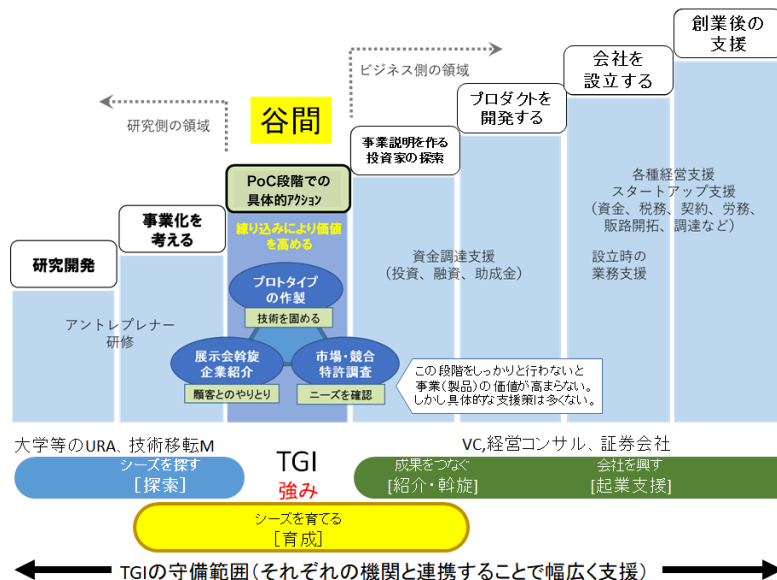 創業後の
支援
会社を
設立する
プロダクトを
開発する
ビジネス側の領域
研究側の領域
谷間
事業説明を作る
投資家の探索
PoC段階での
具体的アクション
事業化を
考える
研究開発
練り込みにより価値
を高める
プロトタイプ
の作製
技術を固める
展示会斡旋
企業紹介
顧客とのやりとり
市場・競合
特許調査
ニーズを確認
アントレプレナー
研修
資金調達支援
(投資、融資、助成金)
各種経営支援
スタートアップ支援
(資金、税務、契約、労務、
販路開拓、調達など)
設立時の
業務支援
この段階をしっかりと行わないと
事業(製品)の価値が高まらない。
しかし具体的な支援策は多くない。
大学等のURA、技術移転M
VC,経営コンサル、証券会社
シーズを探す
[探索]
TGI
強み
成果をつなぐ
[紹介・斡旋]
会社を興す
[起業支援]
シーズを育てる
[育成]
TGIの守備範囲(それぞれの機関と連携することで幅広く支援)